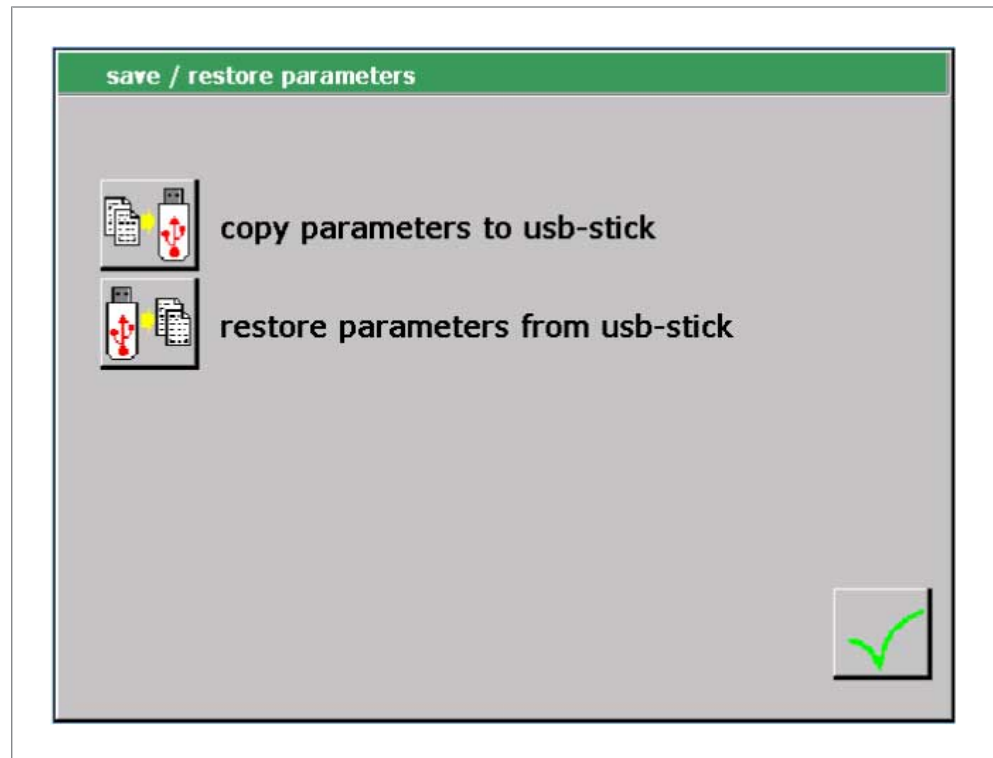 save / restore parameters
copy parameters to usb-stick
restore parameters from usb-stick